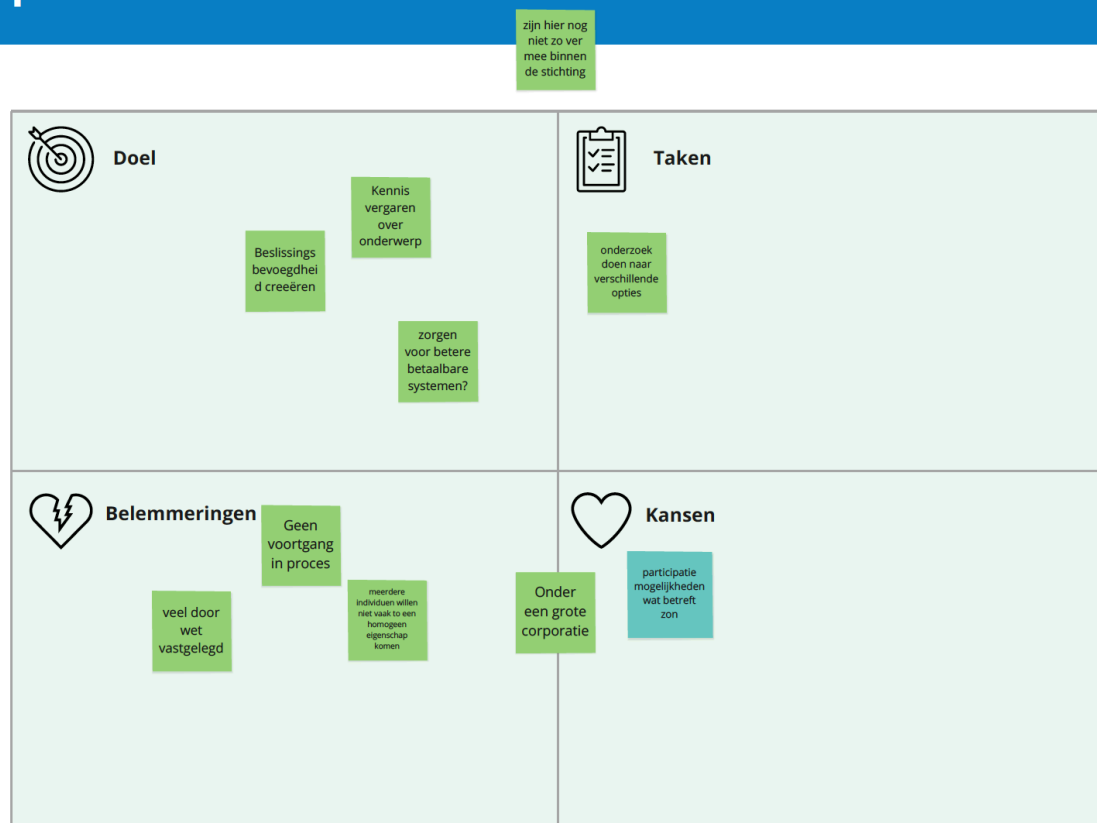 zijn hier nog
niet zo ver
mee binnen
de stichting
Doel
Kennis
vergaren
over
onderwerp
Beslissings
bevoegdhei
d creeëren
zorgen
voor betere
betaalbare
systemen?
Taken
onderzoek
doen naar
verschillende
opties
Belemmeringen
Geen
voortgang
in proces
veel door
wet
vastgelegd
meerdere
individuen willen
niet vaak to een
homogeen
eigenschap
komen
Onder
een grote
corporatie
Kansen
participatie
mogelijkheden
wat betreft
zon